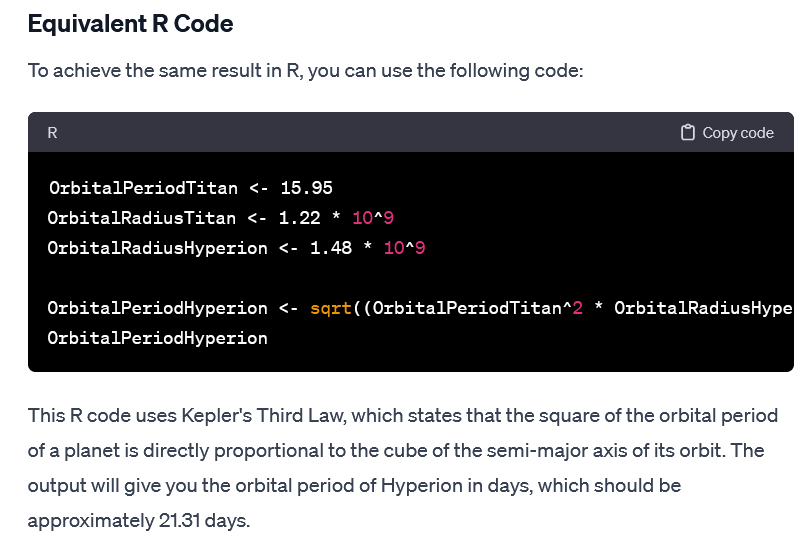 Equivalent R Code
To achieve the same result in R, you can use the following code:
R Copy code
OrbitalPeriodTitan <- 15.95
OrbitalRadiusTitan <- 1.22 * 10^9
OrbitalRadiusHyperion <- 1.48 * 10^9
OrbitalPeriodHyperion <- sqrt((OrbitalPeriodTitan^2 * OrbitalRadiusHype
OrbitalPeriodHyperion
This R code uses Kepler's Third Law, which states that the square of the orbital period
of a planet is directly proportional to the cube of the semi-major axis of its orbit. The
output will give you the orbital period of Hyperion in days, which should be
approximately 21.31 days.